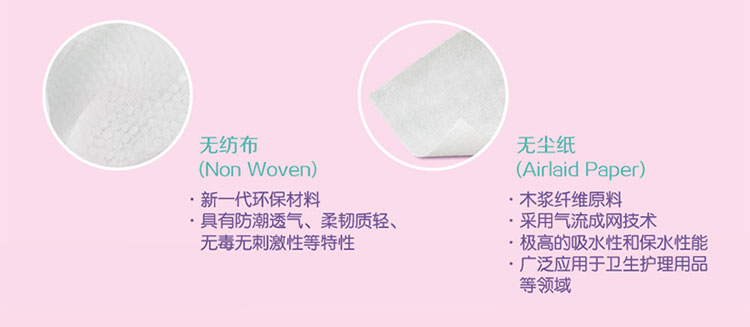 无纺布
(Non Woven)
· 新一代环保材料
· 具有防潮透气、柔韧质轻、
无毒无刺激性等特性
无尘纸
(Airlaid Paper)
· 木浆纤维原料
· 采用气流成网技术
· 极高的吸水性和保水性能
· 广泛应用于卫生护理用品
等领域